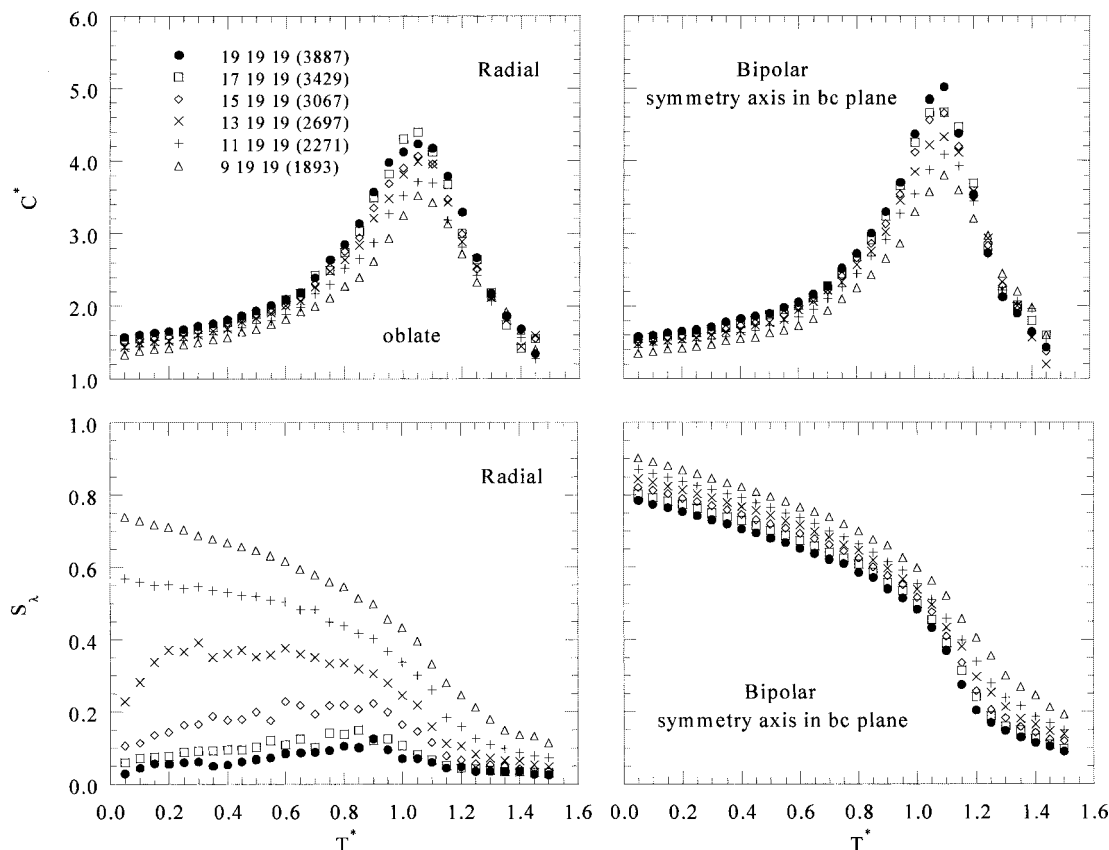 6.0
5.0
4.0
3.0
2.0
1.0
C*
19 19 19 (3887)
17 19 19 (3429)
15 19 19 (3067)
13 19 19 (2697)
11 19 19 (2271)
9 19 19 (1893)
Radial
oblate
Bipolar
symmetry axis in bc plane
1.0
0.8
0.6
0.4
0.2
0.0
Sλ
Radial
Bipolar
symmetry axis in bc plane
0.0 0.2 0.4 0.6 0.8 1.0 1.2 1.4 1.6
T*
0.0 0.2 0.4 0.6 0.8 1.0 1.2 1.4 1.6
T*